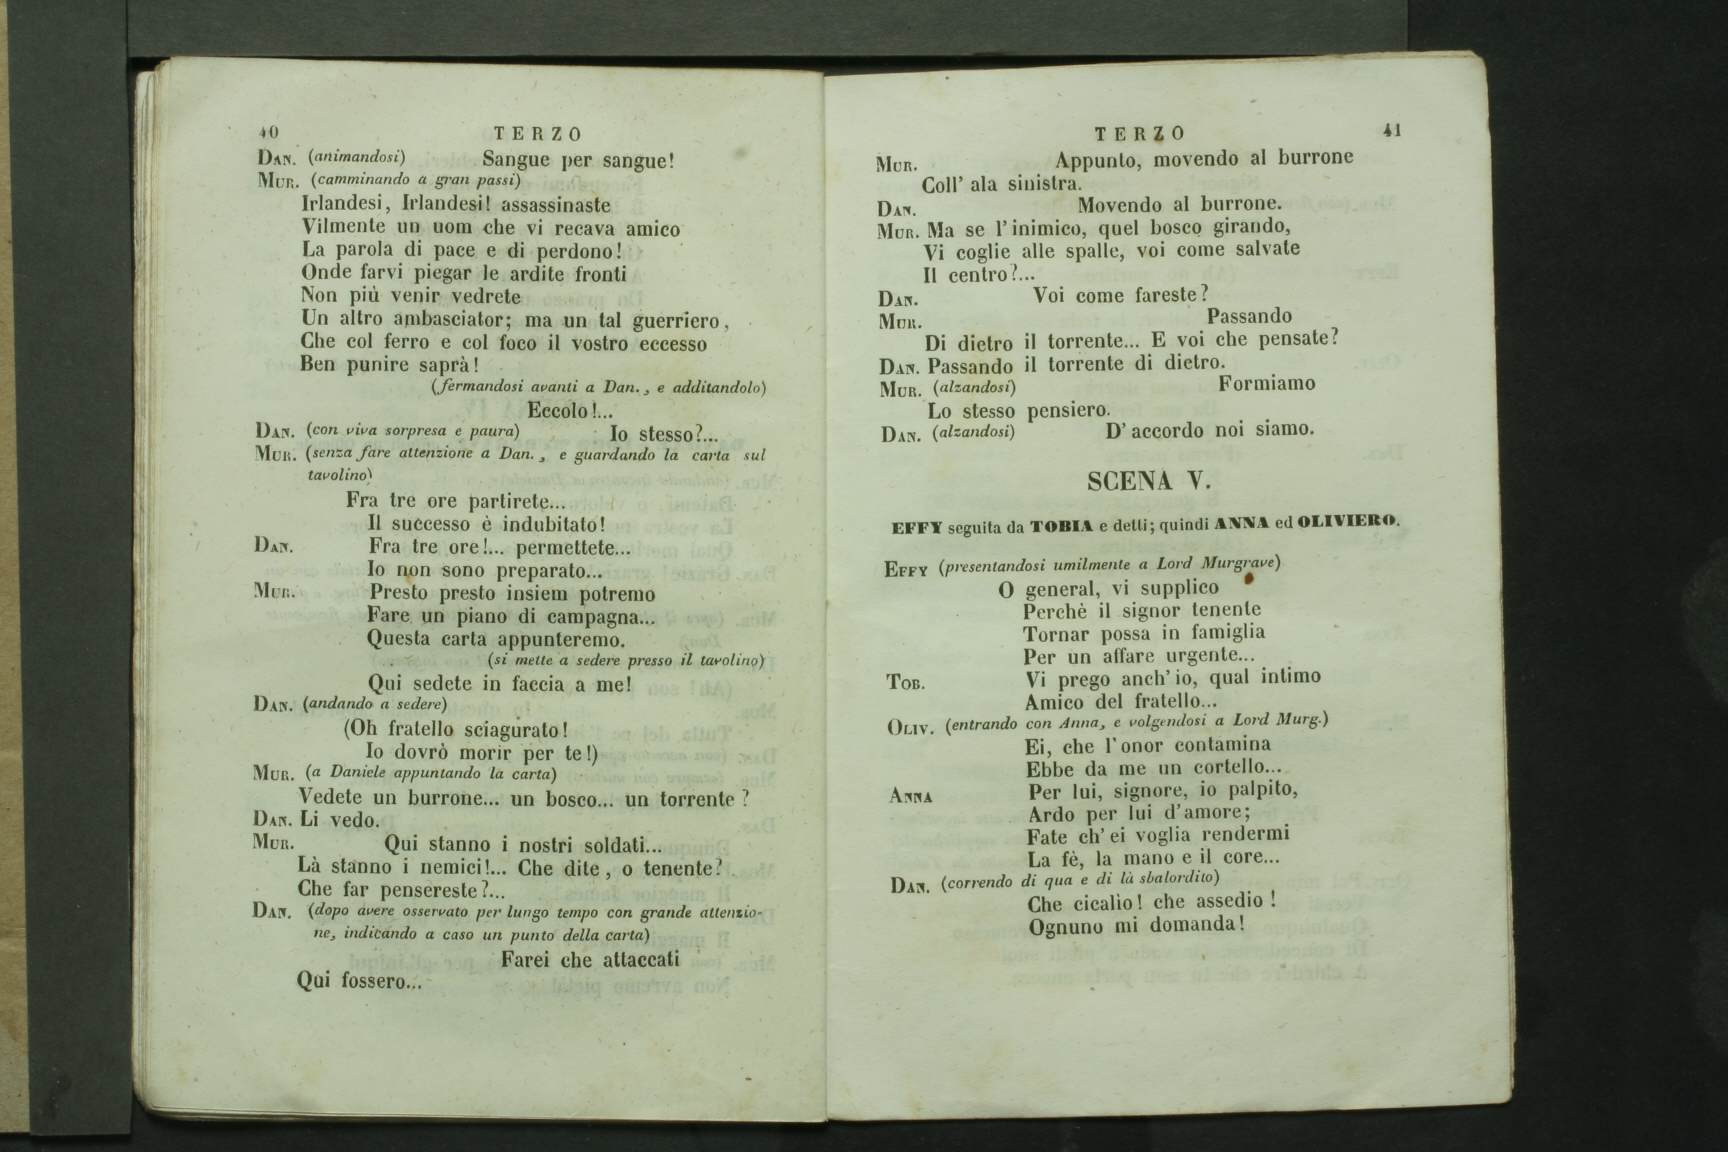 40
TERZO
DAN. (animandosi) Sangue per sangue!
MUR. (camminando a gran passi)
Irlandesi, Irlandesi! assassinaste
Vilmente un uom che vi recava amico
La parola di pace e di perdono!
Onde farvi piegar le ardite fronti
Non più venir vedrete
Un altro ambasciator; ma un tal guerriero,
Che col ferro e col foco il vostro eccesso
Ben punire saprà!
(fermandosi avanti a Dan., e additandolo)
Eccolo!...
DAN. (con viva sorpresa e paura) Io stesso?...
MUR. (senza fare attenzione a Dan., e guardando la carta sul
tavolino)
Fra tre ore partirete...
Il successo è indubitato!
DAN. Fra tre ore!... permettete...
Io non sono preparato...
MUR. Presto presto insiem potremo
Fare un piano di campagna...
Questa carta appunteremo.
(si mette a sedere presso il tavolino)
Qui sedete in faccia a me!
DAN. (andando a sedere)
(Oh fratello sciagurato!
Io dovrò morir per te!)
MUR. (a Daniele appuntando la carta)
Vedete un burrone... un bosco... un torrente?
DAN. Li vedo.
MUR. Qui stanno i nostri soldati...
Là stanno i nemici!... Che dite, o tenente?
Che far pensereste?...
DAN. (dopo avere osservato per lungo tempo con grande attenzio-
ne, indicando a caso un punto della carta)
Farei che attaccati
Qui fossero...
TERZO
41
MUR. Appunto, movendo al burrone
Coll' ala sinistra.
DAN. Movendo al burrone.
MUR. Ma se l'inimico, quel bosco girando,
Vi coglie alle spalle, voi come salvate
Il centro?...
DAN. Voi come fareste?
MUR. Passando
Di dietro il torrente... E voi che pensate?
DAN. Passando il torrente di dietro.
MUR. (alzandosi) Formiamo
Lo stesso pensiero.
DAN. (alzandosi) D'accordo noi siamo.
SCENA V.
EFFY seguita da TOBIA e detti; quindi ANNA ed OLIVIERO.
EFFY (presentandosi umilmente a Lord Murgrave)
O general, vi supplico
Perchè il signor tenente
Tornar possa in famiglia
Per un affare urgente...
TOB. Vi prego anch'io, qual intimo
Amico del fratello...
OLIV. (entrando con Anna, e volgendosi a Lord Murg.)
Ei, che l'onor contamina
Ebbe da me un cortello...
ANNA Per lui, signore, io palpito,
Ardo per lui d'amore;
Fate ch'ei voglia rendermi
La fè, la mano e il core...
DAN. (correndo di qua e di là sbalordito)
Che cicalìo! che assedio!
Ognuno mi domanda!